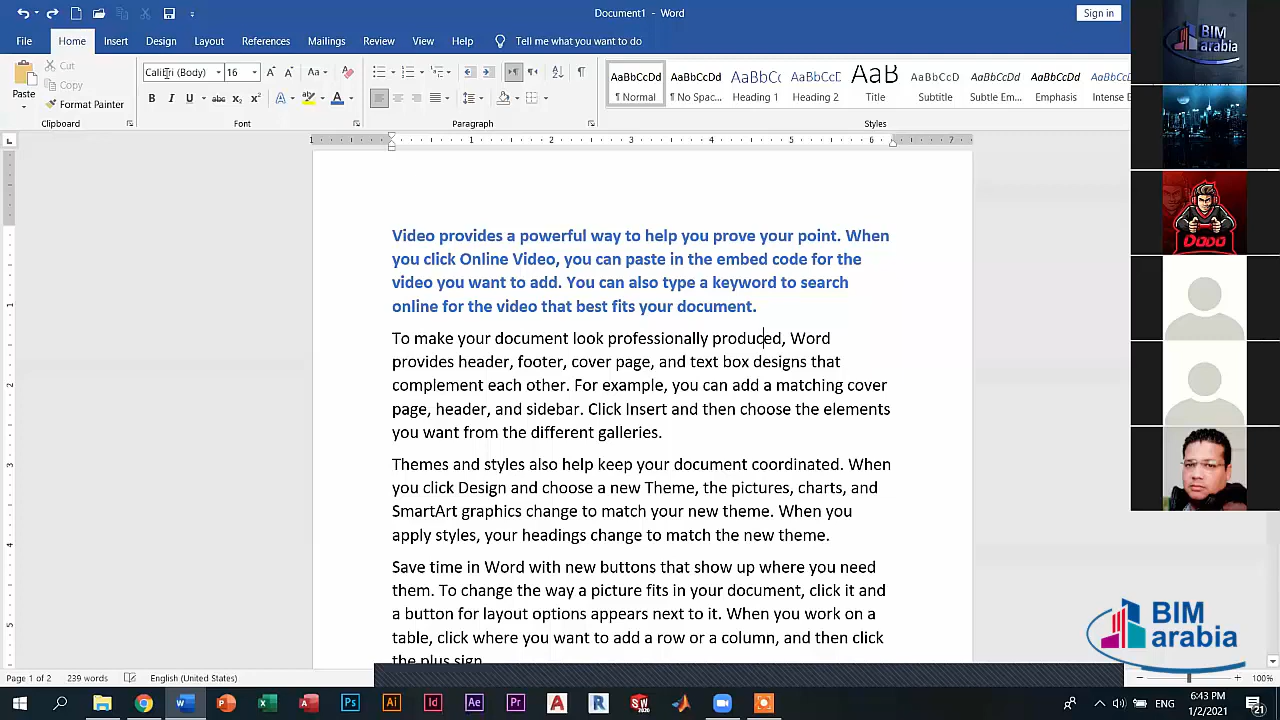 Document1 - Word
Sign in
File Home Insert Design Layout References Mailings Review View Help Tell me what you want to do
Paste
Cut
Copy
Format Painter
Clipboard
Calibri (Body) 16
Font
Paragraph
AaBbCcDd AaBbCcDd AaBbCc AaBbCcD AaB AaBbCcD AaBbCcDd AaBbCcDd AaBbCcDd
¶ Normal ¶ No Spac... Heading 1 Heading 2 Title Subtitle Subtle Em... Emphasis Intense E
Styles
BIM
arabia
DODO
Video provides a powerful way to help you prove your point. When
you click Online Video, you can paste in the embed code for the
video you want to add. You can also type a keyword to search
online for the video that best fits your document.
To make your document look professionally produced, Word
provides header, footer, cover page, and text box designs that
complement each other. For example, you can add a matching cover
page, header, and sidebar. Click Insert and then choose the elements
you want from the different galleries.
Themes and styles also help keep your document coordinated. When
you click Design and choose a new Theme, the pictures, charts, and
SmartArt graphics change to match your new theme. When you
apply styles, your headings change to match the new theme.
Save time in Word with new buttons that show up where you need
them. To change the way a picture fits in your document, click it and
a button for layout options appears next to it. When you work on a
table, click where you want to add a row or a column, and then click
the plus sign.
BIM
arabia
Page 1 of 2 239 words English (United States) 100%
ENG
6:43 PM
1/2/2021
21